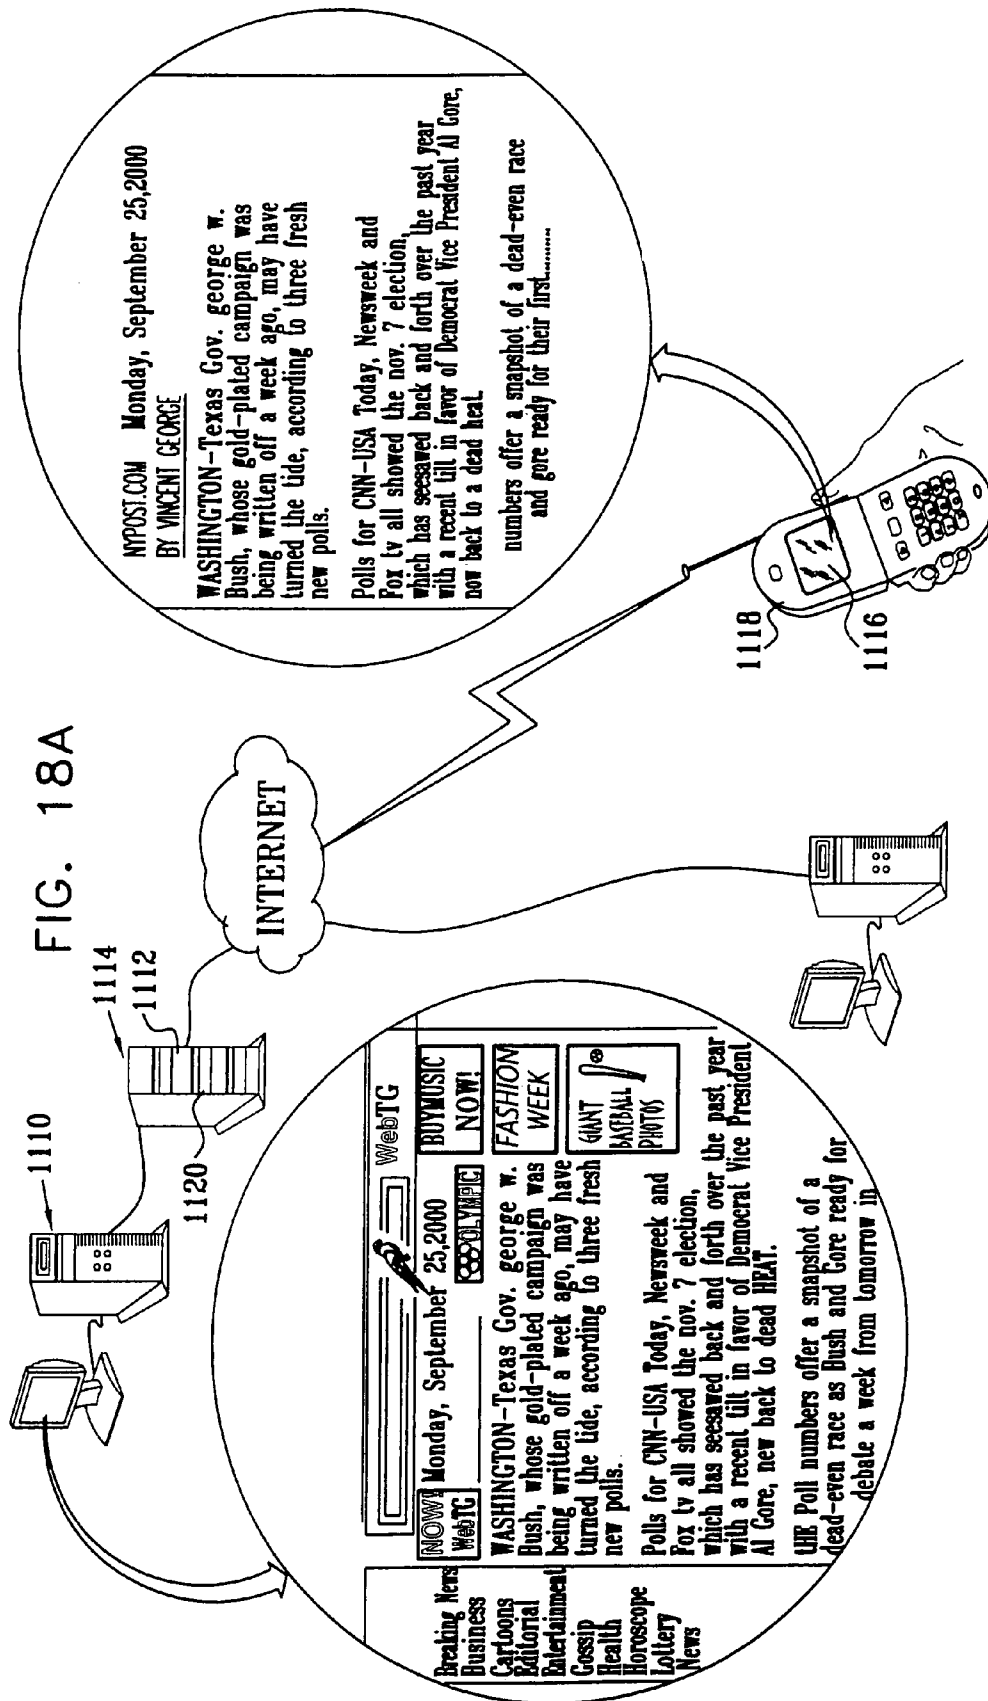 FIG. 18A
1110
1114
1112
1120
INTERNET
1118
1116
NYPOST.COM Monday, September 25,2000
BY VINCENT GEORGE
WASHINGTON-Texas Gov. george w.
Bush, whose gold-plated campaign was
being written off a week ago, may have
turned the tide, according to three fresh
new polls.
Polls for CNN-USA Today, Newsweek and
Fox tv all showed the nov. 7 election,
which has seesawed back and forth over the past year
with a recent tilt in favor of Democrat Vice President Al Gore,
now back to a dead heat.
numbers offer a snapshot of a dead-even race
and gore ready for their first..........
WebTG
NOW!
WebTG
Monday, September 25,2000
OLYMPIC
BUYMUSIC
NOW!
FASHION
WEEK
GIANT
BASEBALL
PHOTOS
Breaking News
Business
Cartoons
Editorial
Entertainment
Gossip
Health
Horoscope
Lottery
News
WASHINGTON-Texas Gov. george w.
Bush, whose gold-plated campaign was
being written off a week ago, may have
turned the tide, according to three fresh
new polls.
Polls for CNN-USA Today, Newsweek and
Fox tv all showed the nov. 7 election,
which has seesawed back and forth over the past year
with a recent tilt in favor of Democrat Vice President
Al Gore, new back to dead HEAT.
tHE Poll numbers offer a snapshot of a
dead-even race as Bush and Gore ready for
debate a week from tomorrow in